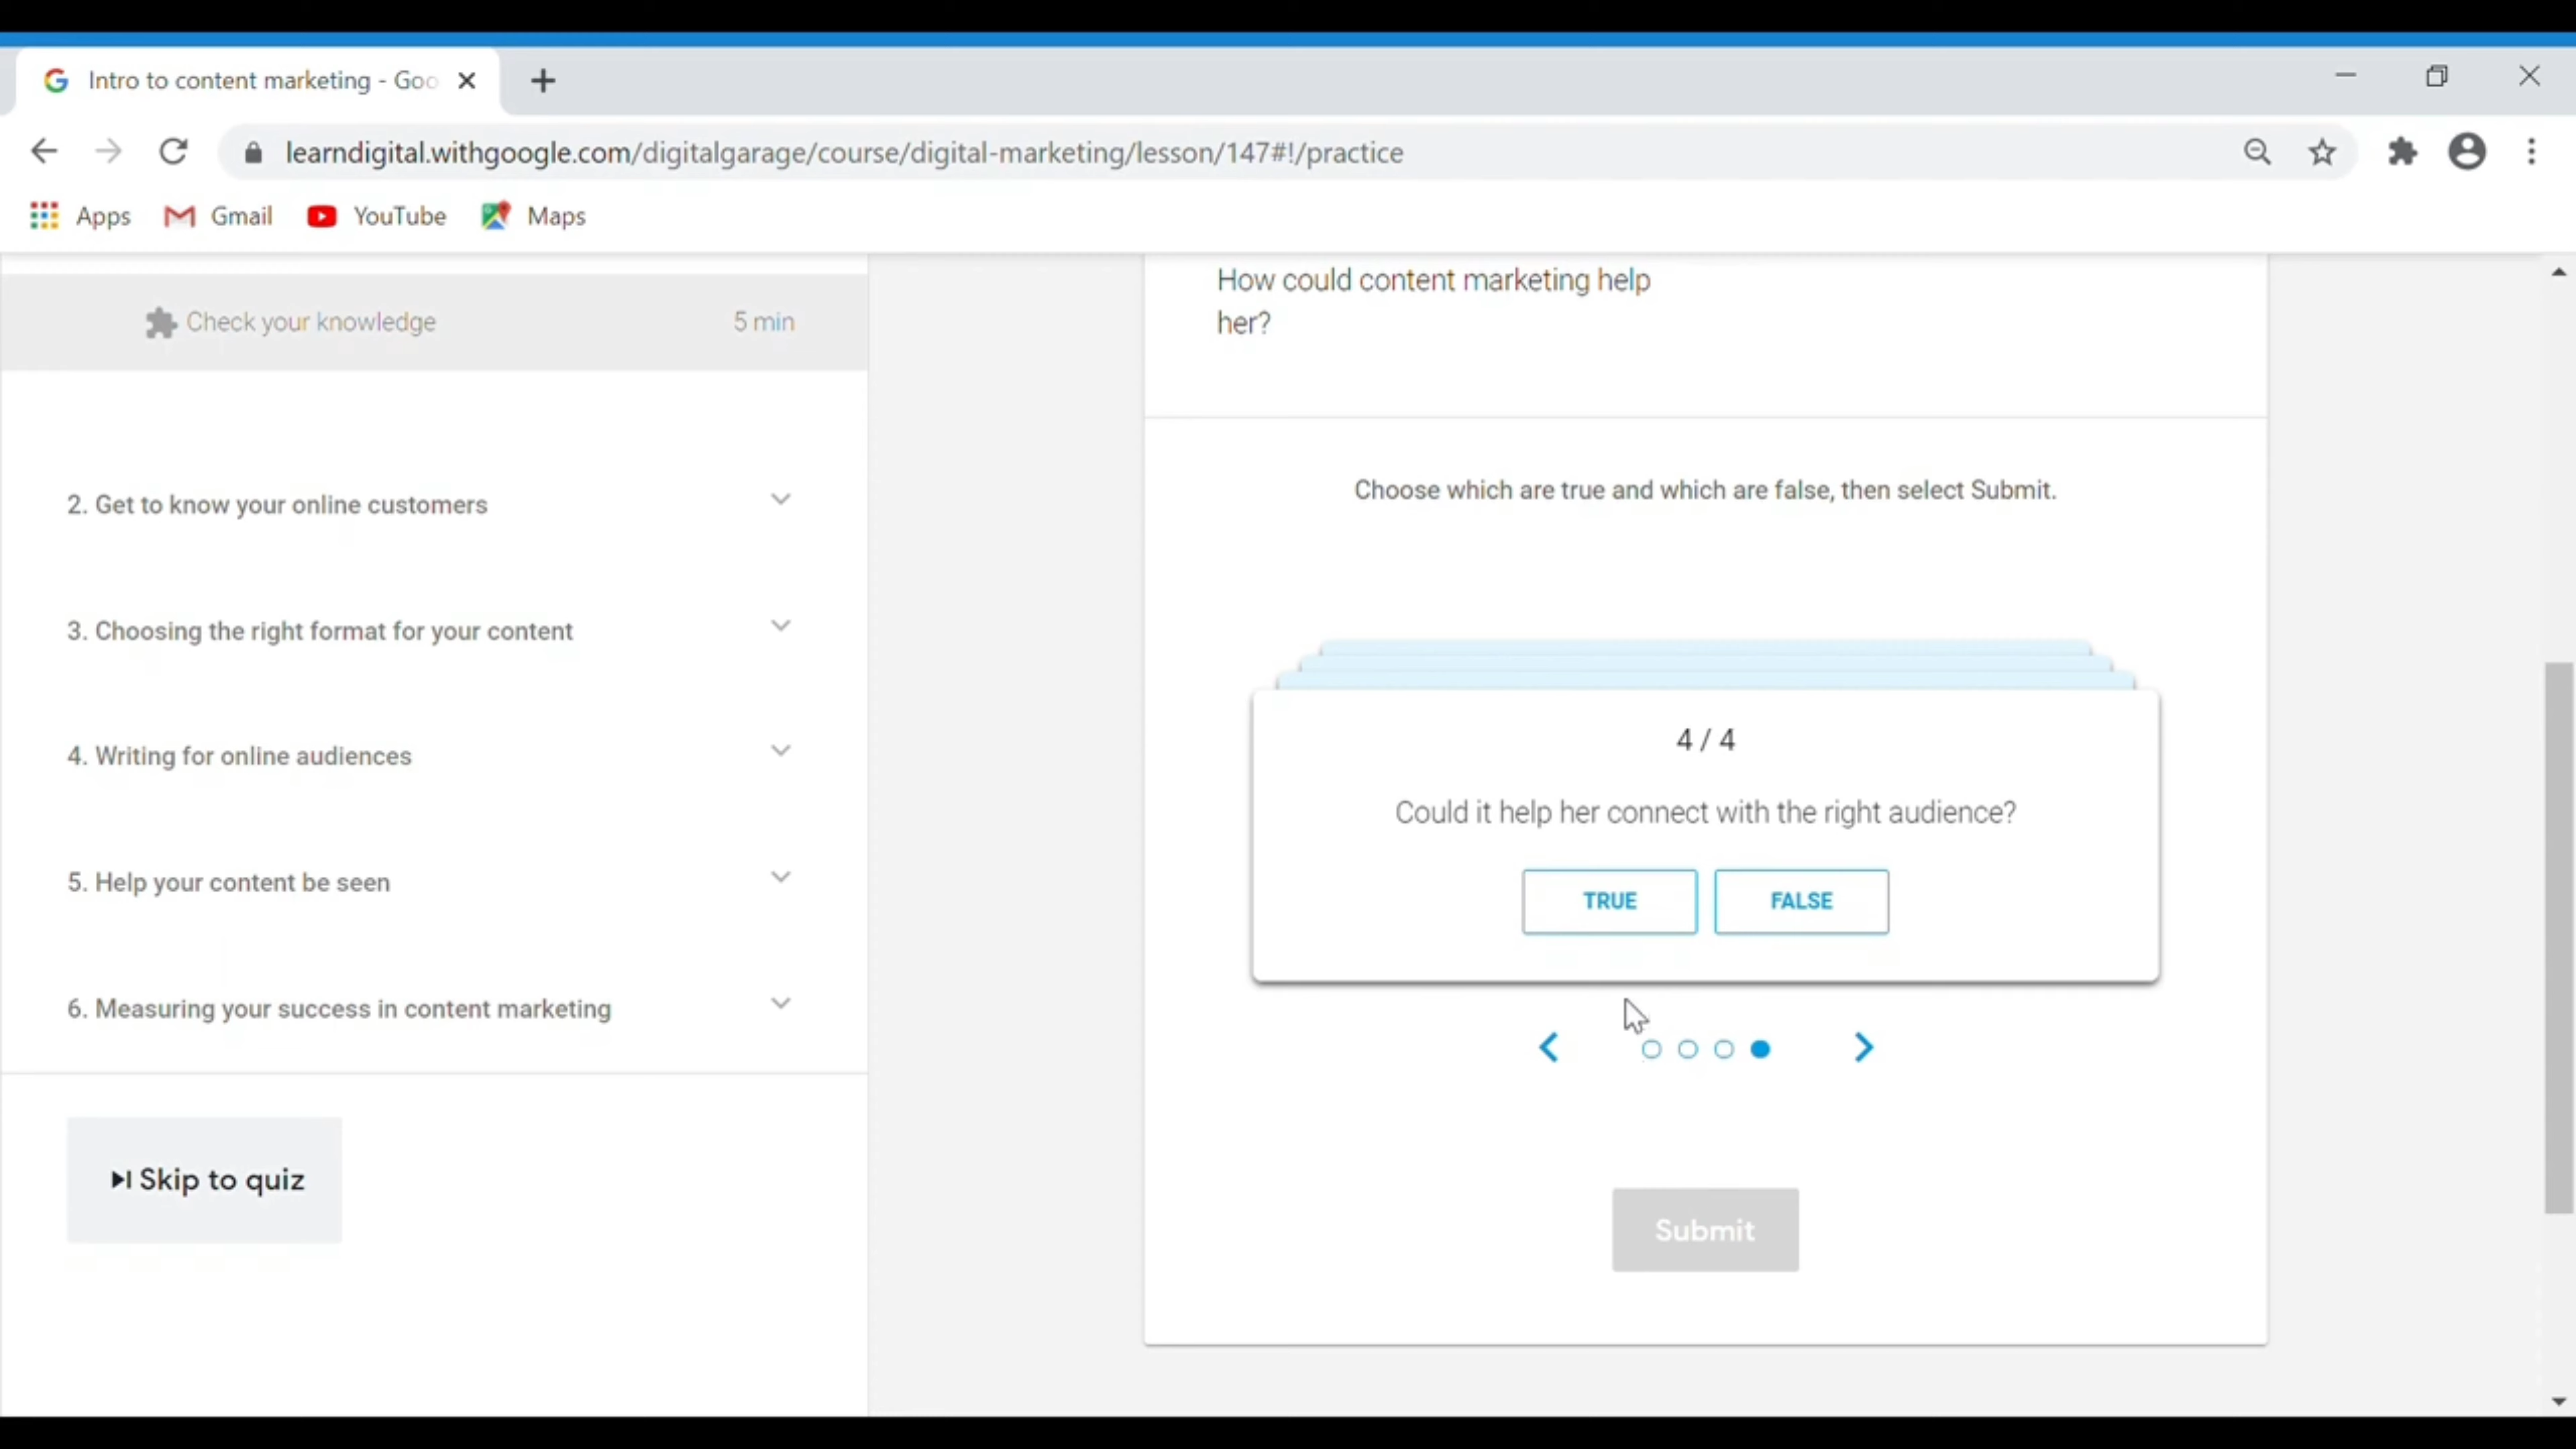 Intro to content marketing - Goo
learndigital.withgoogle.com/digitalgarage/course/digital-marketing/lesson/147#!/practice
Apps
Gmail
YouTube
Maps
Check your knowledge
5 min
2. Get to know your online customers
3. Choosing the right format for your content
4. Writing for online audiences
5. Help your content be seen
6. Measuring your success in content marketing
Skip to quiz
How could content marketing help
her?
Choose which are true and which are false, then select Submit.
4 / 4
Could it help her connect with the right audience?
TRUE
FALSE
Submit